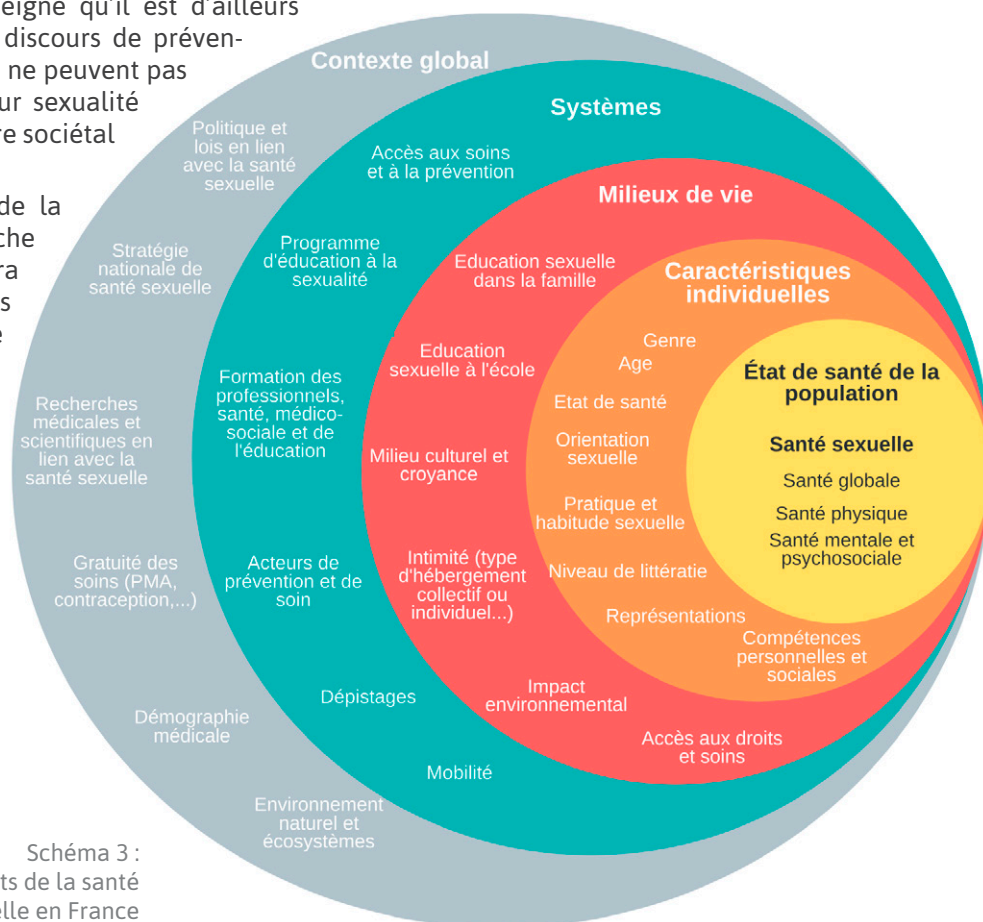 eigne qu'il est d'ailleurs
discours de préven-
ne peuvent pas
ur sexualité
re sociétal
de la
che
ra
s
e
Contexte global
Politique et
lois en lien
avec la santé
sexuelle
Stratégie
nationale de
santé sexuelle
Recherches
médicales et
scientifiques en
lien avec la
santé sexuelle
Gratuité des
soins (PMA,
contraception,...)
Démographie
médicale
Environnement
naturel et
écosystèmes
Systèmes
Accès aux soins
et à la prévention
Programme
d'éducation à la
sexualité
Formation des
professionnels,
santé, médico-
sociale et de
l'éducation
Acteurs de
prévention et de
soin
Dépistages
Mobilité
Milieux de vie
Education sexuelle
dans la famille
Education
sexuelle à l'école
Milieu culturel et
croyance
Intimité (type
d'hébergement
collectif ou
individuel...)
Impact
environnemental
Accès aux droits
et soins
Caractéristiques
individuelles
Genre
Age
Etat de santé
Orientation
sexuelle
Pratique et
habitude sexuelle
Niveau de littératie
Représentations
Compétences
personnelles et
sociales
État de santé de la
population
Santé sexuelle
Santé globale
Santé physique
Santé mentale et
psychosociale
Schéma 3 :
ts de la santé
elle en France